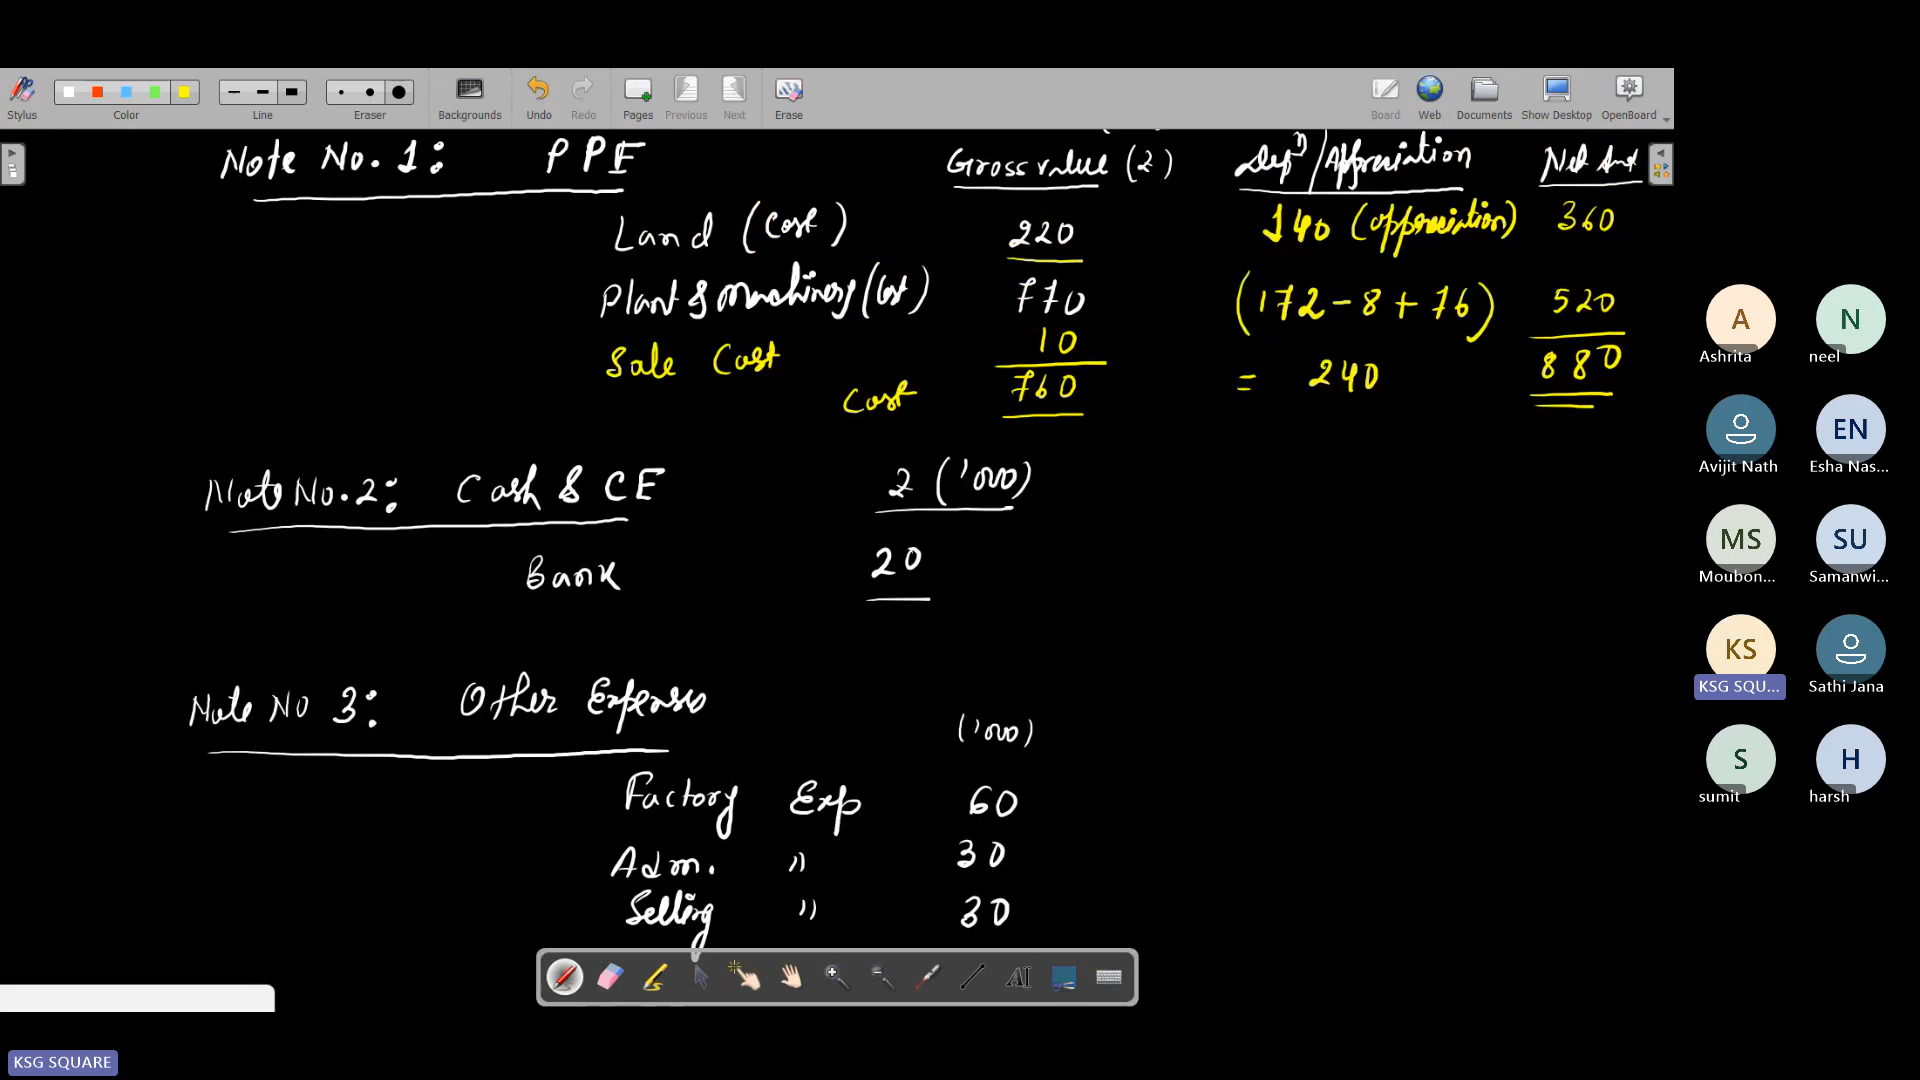 Stylus Color Line Eraser Backgrounds Undo Redo Pages Previous Next Erase Board Web Documents Show Desktop OpenBoard
Note No. 1: PPE Gross value (₹) Depn/Appreciation Net Amt
Land (Cost) 220 140 (appreciation) 360
Plant & Machinery (Cost) 770 (172 - 8 + 76) 520
Sale Cost 10
Cost 760 = 240 880
Note No. 2: Cash & CE ₹ ('000)
Bank 20
Note No 3: Other Expenses
('000)
Factory Exp 60
Adm. " 30
Selling " 30
Ashrita neel
Avijit Nath EN Esha Nas...
MS Moubon... SU Samanwi...
KS KSG SQU... Sathi Jana
S sumit H harsh
A N
AI
KSG SQUARE